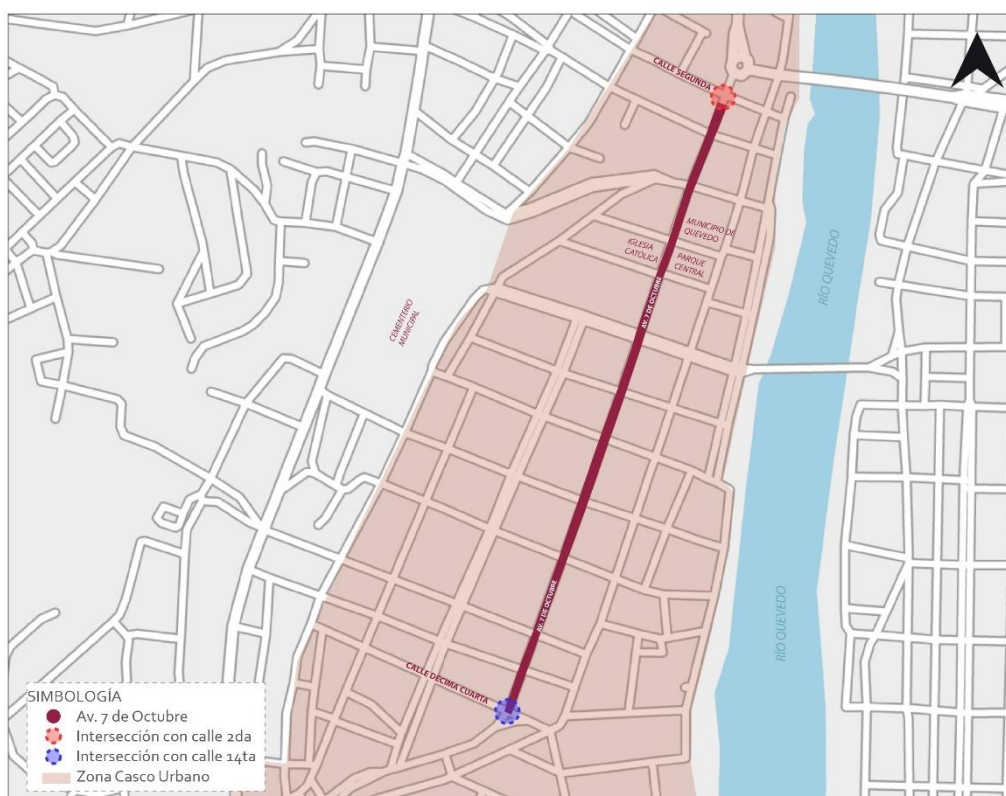 CALLE SEGUNDA
MUNICIPIO DE
QUEVEDO
IGLESIA
CATÓLICA
PARQUE
CENTRAL
RÍO QUEVEDO
AV. 7 DE OCTUBRE
CEMENTERIO
MUNICIPAL
AV. 7 DE OCTUBRE
RÍO QUEVEDO
CALLE DECIMA CUARTA
SIMBOLOGÍA
Av. 7 de Octubre
Intersección con calle 2da
Intersección con calle 14ta
Zona Casco Urbano